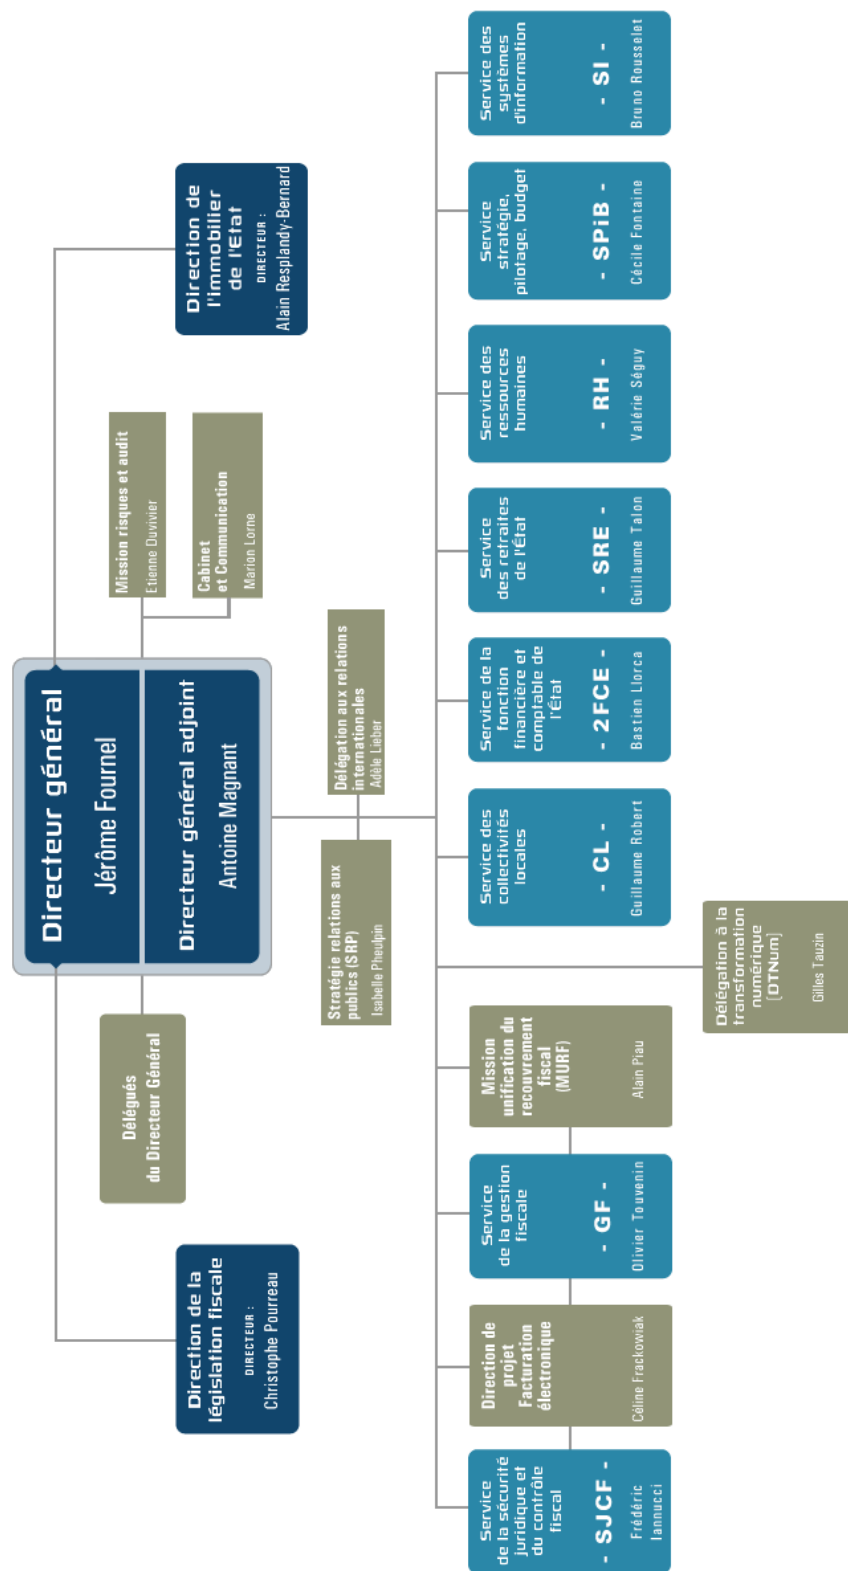 Directeur général
Jérôme Fournel
Directeur général adjoint
Antoine Magnant
Direction de la
législation fiscale
DIRECTEUR :
Christophe Pourreau
Délégués
du Directeur Général
Mission risques et audit
Etienne Duvivier
Cabinet
et Communication
Marion Lorne
Direction de
l'immobilier
de l'Etat
DIRECTEUR :
Alain Resplandy-Bernard
Stratégie relations aux
publics (SRP)
Isabelle Pheulpin
Délégation aux relations
internationales
Adèle Lieber
Service
de la sécurité
juridique et
du contrôle
fiscal
- SJCF -
Frédéric
Iannucci
Direction de
projet
Facturation
électronique
Céline Frackowiak
Service
de la gestion
fiscale
- GF -
Olivier Touvenin
Mission
unification du
recouvrement
fiscal
(MURF)
Alain Piau
Service des
collectivités
locales
- CL -
Guillaume Robert
Service de la
fonction
financière et
comptable de
l'État
- 2FCE -
Bastien Llorca
Service
des retraites
de l'État
- SRE -
Guillaume Talon
Service des
ressources
humaines
- RH -
Valérie Séguy
Service
stratégie,
pilotage, budget
- SPiB -
Cécile Fontaine
Service des
systèmes
d'information
- SI -
Bruno Rousselet
Délégation à la
transformation
numérique
(DTNum)
Gilles Tauzin